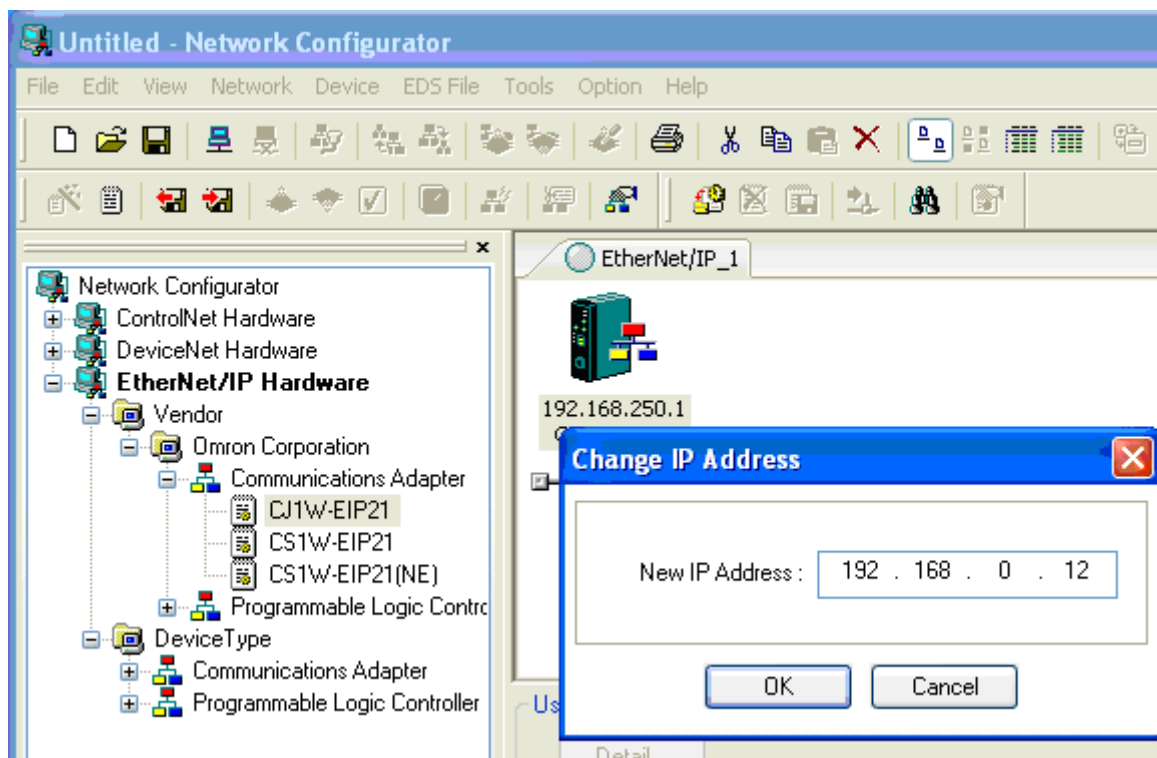 Untitled - Network Configurator
File Edit View Network Device EDS File Tools Option Help
Network Configurator
ControlNet Hardware
DeviceNet Hardware
EtherNet/IP Hardware
Vendor
Omron Corporation
Communications Adapter
CJ1W-EIP21
CS1W-EIP21
CS1W-EIP21(NE)
Programmable Logic Contrc
DeviceType
Communications Adapter
Programmable Logic Controller
EtherNet/IP_1
192.168.250.1
Change IP Address
New IP Address : 192 . 168 . 0 . 12
OK Cancel
Us
Detail